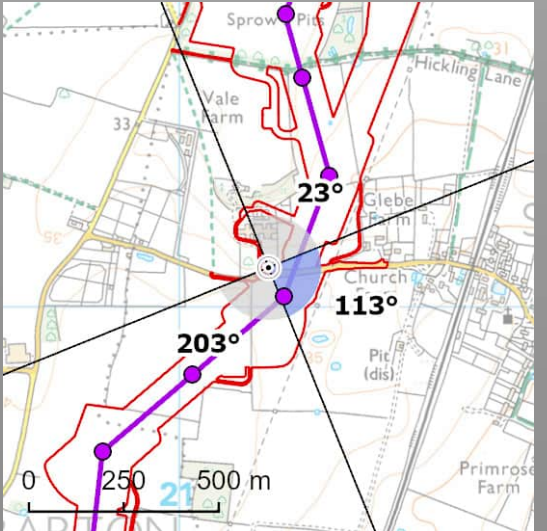 Sprow Pits
31
Hickling Lane
Vale
Farm
33
23°
Glebe
Farm
35
Church
113°
203°
35
Pit
(dis)
0 250 500 m
21
Primrose
Farm